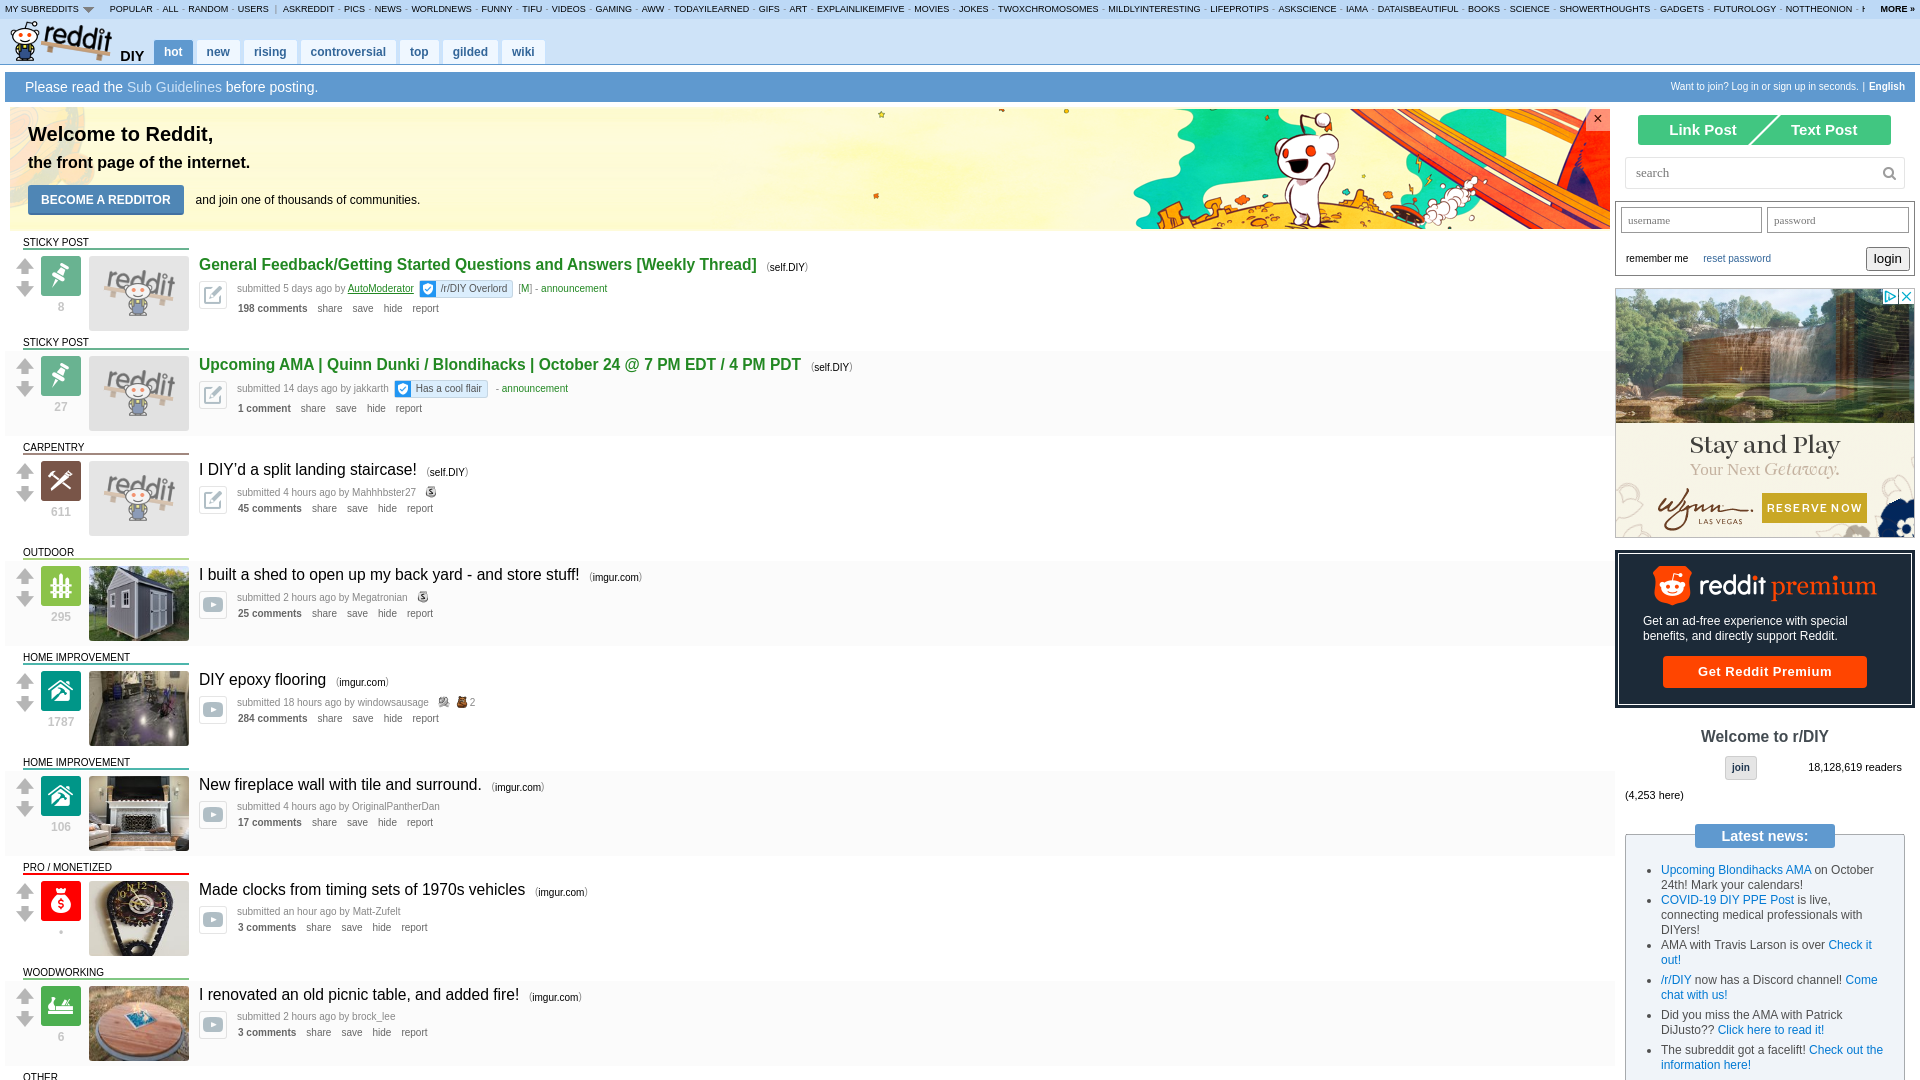 MY SUBREDDITS POPULAR - ALL - RANDOM - USERS | ASKREDDIT - PICS - NEWS - WORLDNEWS - FUNNY - TIFU - VIDEOS - GAMING - AWW - TODAYILEARNED - GIFS - ART - EXPLAINLIKEIMFIVE - MOVIES - JOKES - TWOXCHROMOSOMES - MILDLYINTERESTING - LIFEPROTIPS - ASKSCIENCE - IAMA - DATAISBEAUTIFUL - BOOKS - SCIENCE - SHOWERTHOUGHTS - GADGETS - FUTUROLOGY - NOTTHEONION - MORE »
reddit DIY hot new rising controversial top gilded wiki
Please read the Sub Guidelines before posting.
Want to join? Log in or sign up in seconds. | English
Welcome to Reddit,
the front page of the internet.
BECOME A REDDITOR and join one of thousands of communities.
×
STICKY POST
8
reddit
General Feedback/Getting Started Questions and Answers [Weekly Thread] (self.DIY)
submitted 5 days ago by AutoModerator /r/DIY Overlord [M] - announcement
198 comments share save hide report
STICKY POST
27
reddit
Upcoming AMA | Quinn Dunki / Blondihacks | October 24 @ 7 PM EDT / 4 PM PDT (self.DIY)
submitted 14 days ago by jakkarth Has a cool flair - announcement
1 comment share save hide report
CARPENTRY
611
reddit
I DIY’d a split landing staircase! (self.DIY)
submitted 4 hours ago by Mahhhbster27
45 comments share save hide report
OUTDOOR
295
I built a shed to open up my back yard - and store stuff! (imgur.com)
submitted 2 hours ago by Megatronian
25 comments share save hide report
HOME IMPROVEMENT
1787
DIY epoxy flooring (imgur.com)
submitted 18 hours ago by windowsausage 2
284 comments share save hide report
HOME IMPROVEMENT
106
New fireplace wall with tile and surround. (imgur.com)
submitted 4 hours ago by OriginalPantherDan
17 comments share save hide report
PRO / MONETIZED
•
Made clocks from timing sets of 1970s vehicles (imgur.com)
submitted an hour ago by Matt-Zufelt
3 comments share save hide report
WOODWORKING
6
I renovated an old picnic table, and added fire! (imgur.com)
submitted 2 hours ago by brock_lee
3 comments share save hide report
OTHER
Link Post Text Post
search
username password
remember me reset password login
Stay and Play
Your Next Getaway.
Wynn
LAS VEGAS
RESERVE NOW
reddit premium
Get an ad-free experience with special
benefits, and directly support Reddit.
Get Reddit Premium
Welcome to r/DIY
join 18,128,619 readers
(4,253 here)
Latest news:
• Upcoming Blondihacks AMA on October
24th! Mark your calendars!
• COVID-19 DIY PPE Post is live,
connecting medical professionals with
DIYers!
• AMA with Travis Larson is over Check it
out!
• /r/DIY now has a Discord channel! Come
chat with us!
• Did you miss the AMA with Patrick
DiJusto?? Click here to read it!
• The subreddit got a facelift! Check out the
information here!